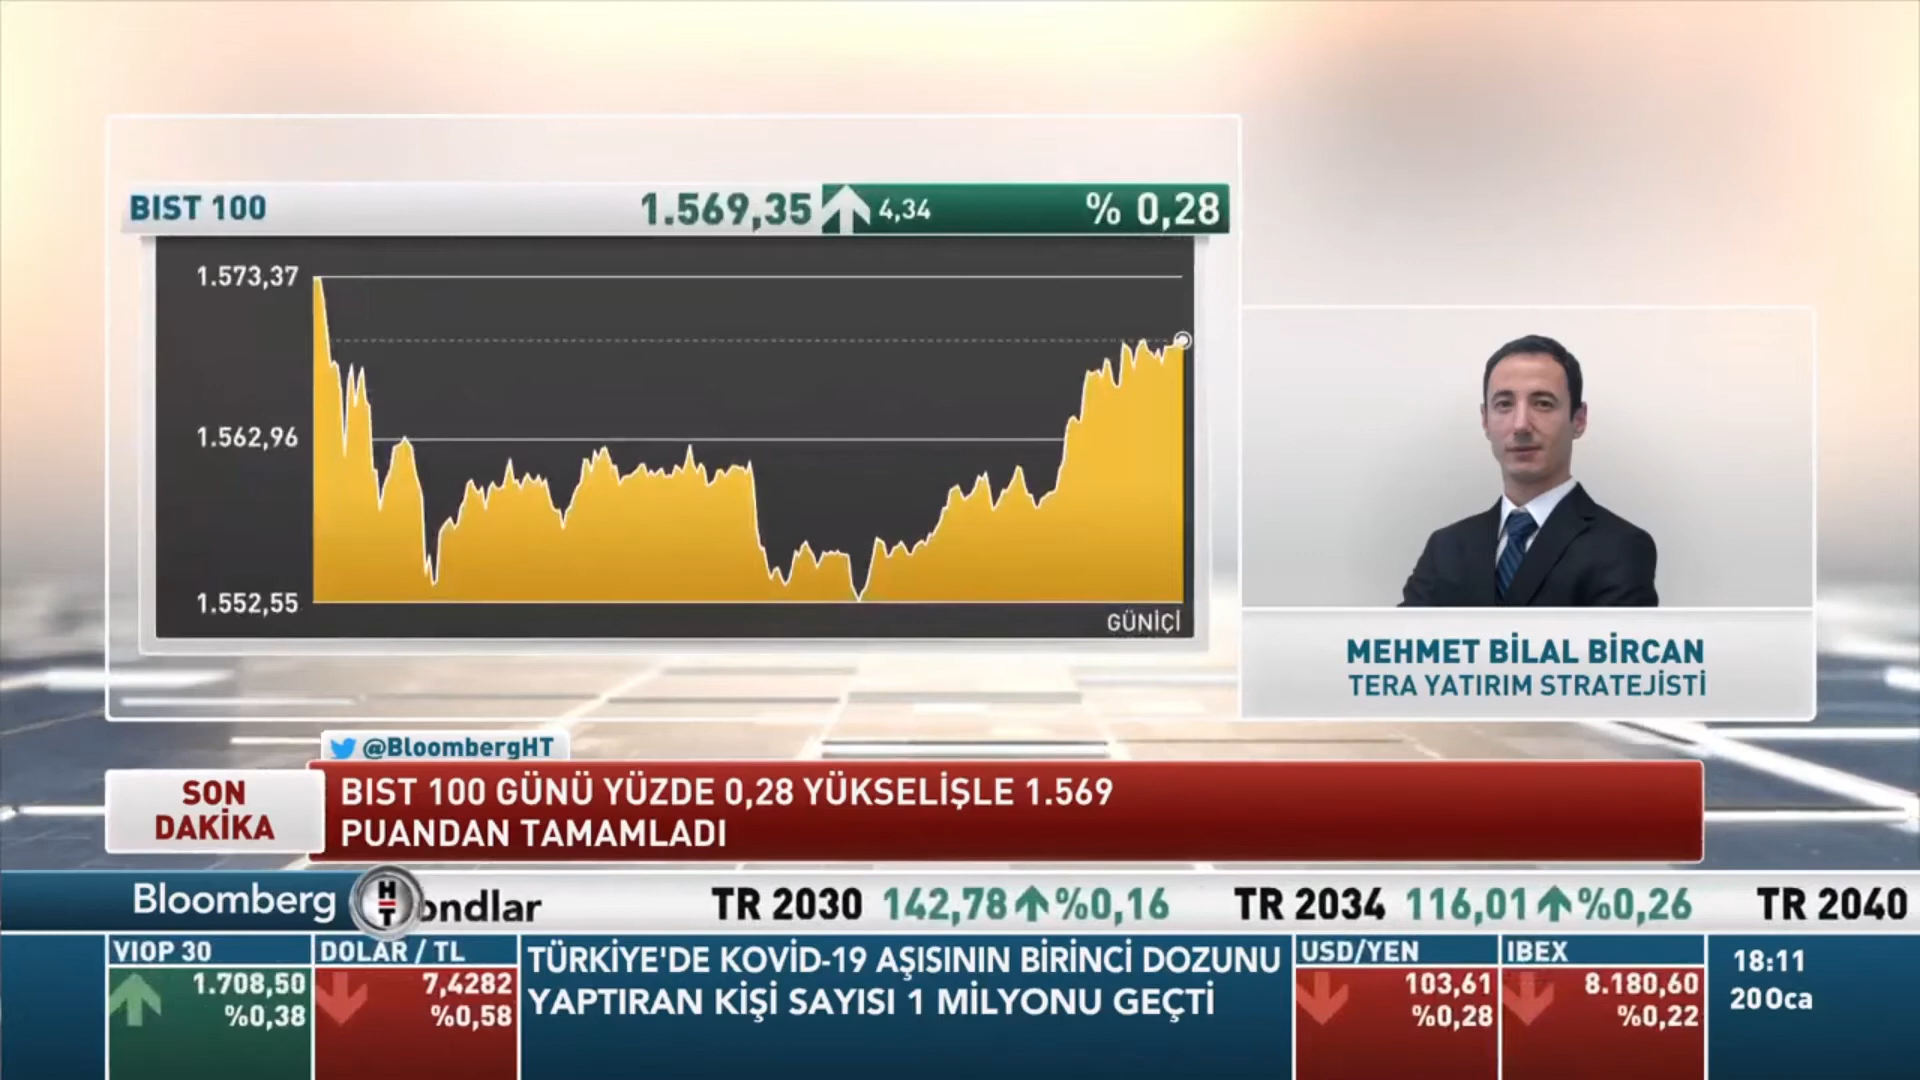 BIST 100
1.569,35 4,34 % 0,28
1.573,37
1.562,96
1.552,55
GÜNİÇİ
MEHMET BİLAL BİRCAN
TERA YATIRIM STRATEJİSTİ
@BloombergHT
SON
DAKİKA
BIST 100 GÜNÜ YÜZDE 0,28 YÜKSELİŞLE 1.569
PUANDAN TAMAMLADI
Bloomberg HT
ondlar TR 2030 142,78 %0,16 TR 2034 116,01 %0,26 TR 2040
VIOP 30
1.708,50
%0,38
DOLAR / TL
7,4282
%0,58
TÜRKİYE'DE KOVİD-19 AŞISININ BİRİNCİ DOZUNU
YAPTIRAN KİŞİ SAYISI 1 MİLYONU GEÇTİ
USD/YEN
103,61
%0,28
IBEX
8.180,60
%0,22
18:11
20 Oca